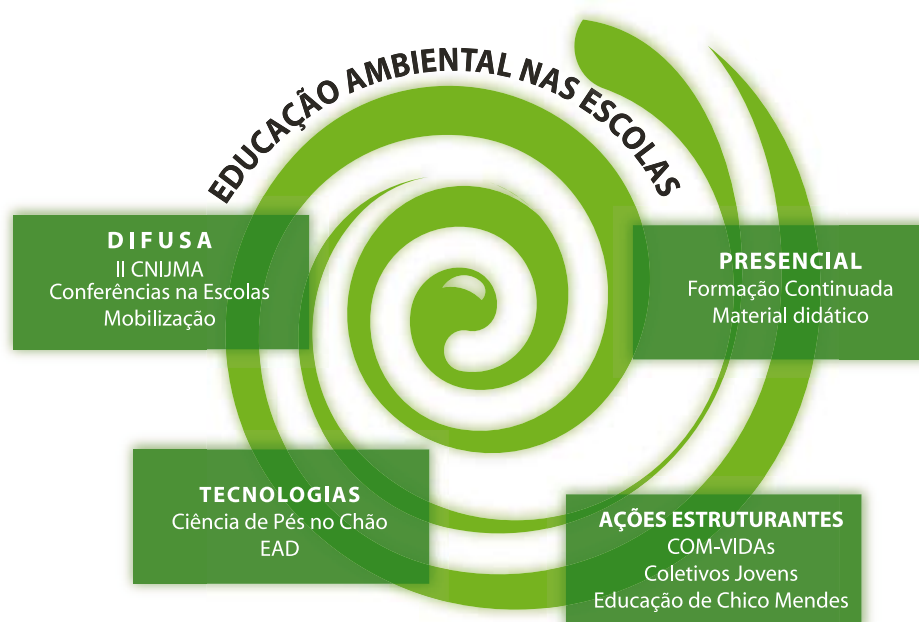 EDUCAÇÃO AMBIENTAL NAS ESCOLAS
DIFUSA
II CNIJMA
Conferências na Escolas
Mobilização
PRESENCIAL
Formação Continuada
Material didático
TECNOLOGIAS
Ciência de Pés no Chão
EAD
AÇÕES ESTRUTURANTES
COM-VIDAs
Coletivos Jovens
Educação de Chico Mendes